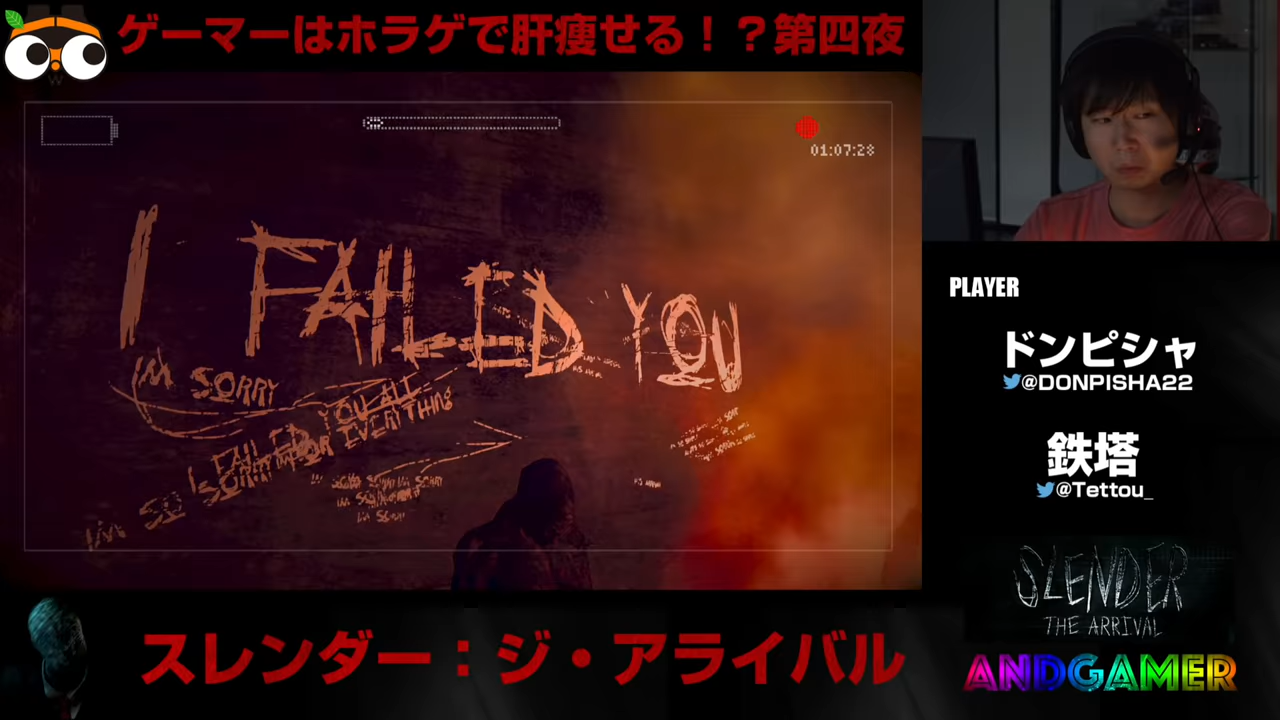 ゲーマーはホラゲで肝痩せる！？第四夜
01:07:28
I FAILED YOU
I'M SORRY
YOU ALL
I FAILED
I'M SORRY FOR EVERYTHING
I'M SO
PLAYER
ドンピシャ
@DONPISHA22
鉄塔
@Tettou_
SLENDER
THE ARRIVAL
スレンダー：ジ・アライバル
ANDGAMER